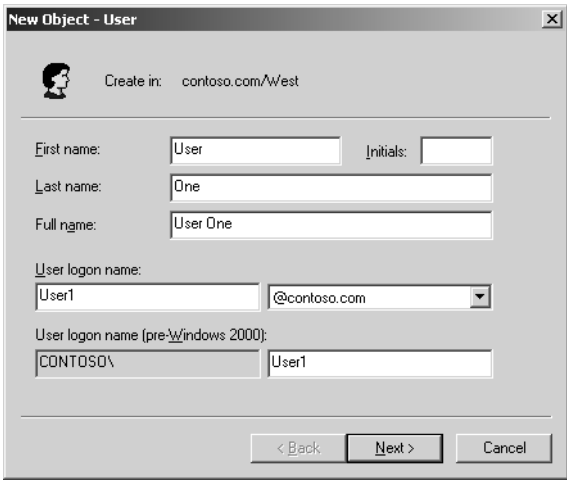 New Object - User
Create in: contoso.com/West
First name: User Initials:
Last name: One
Full name: User One
User logon name:
User1 @contoso.com
User logon name (pre-Windows 2000):
CONTOSO\ User1
< Back Next > Cancel